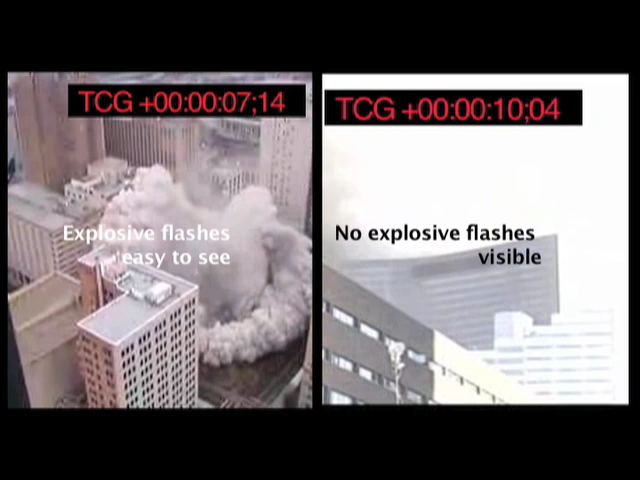 TCG +00:00:07;14
Explosive flashes
easy to see
TCG +00:00:10;04
No explosive flashes
visible